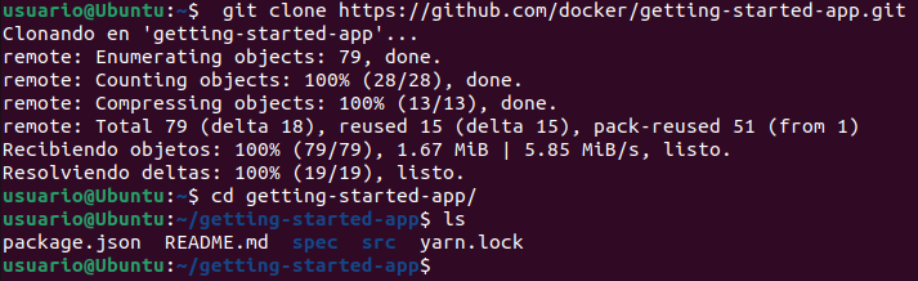 usuario@Ubuntu:~$  git clone https://github.com/docker/getting-started-app.git
Clonando en 'getting-started-app'...
remote: Enumerating objects: 79, done.
remote: Counting objects: 100% (28/28), done.
remote: Compressing objects: 100% (13/13), done.
remote: Total 79 (delta 18), reused 15 (delta 15), pack-reused 51 (from 1)
Recibiendo objetos: 100% (79/79), 1.67 MiB | 5.85 MiB/s, listo.
Resolviendo deltas: 100% (19/19), listo.
usuario@Ubuntu:~$ cd getting-started-app/
usuario@Ubuntu:~/getting-started-app$ ls
package.json  README.md  spec  src  yarn.lock
usuario@Ubuntu:~/getting-started-app$